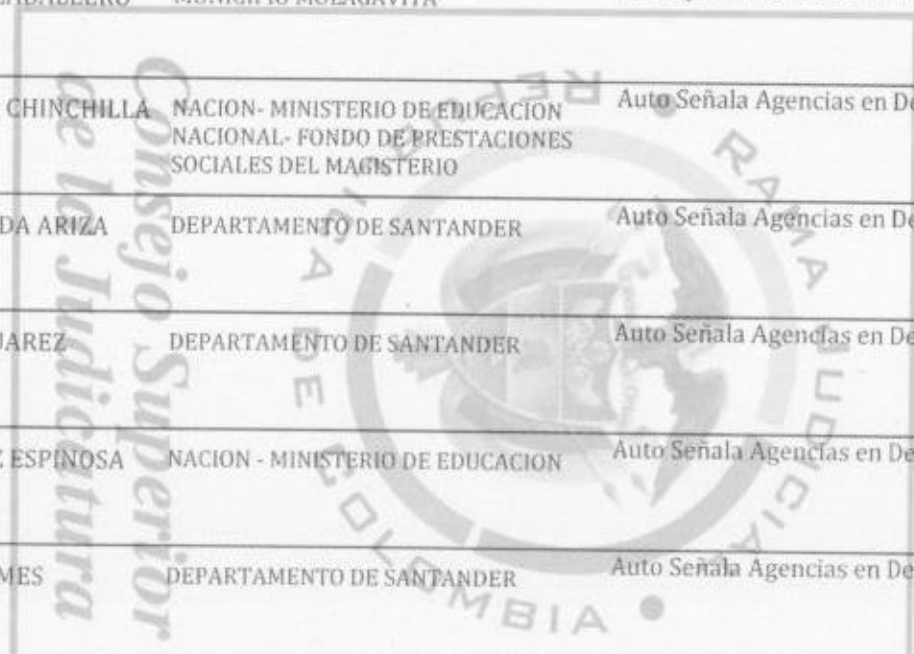 MUNICIPIO MOLAGAVITA
CHINCHILLA NACION- MINISTERIO DE EDUCACION Auto Señala Agencias en De
NACIONAL- FONDO DE PRESTACIONES
SOCIALES DEL MAGISTERIO
DA ARIZA DEPARTAMENTO DE SANTANDER Auto Señala Agencias en De
JAREZ DEPARTAMENTO DE SANTANDER Auto Señala Agencias en De
Z ESPINOSA NACION - MINISTERIO DE EDUCACION Auto Señala Agencias en De
MES DEPARTAMENTO DE SANTANDER Auto Señala Agencias en De
Consejo Superior
de la Judicatura
REPUBLICA DE COLOMBIA
RAMA JUDICIAL